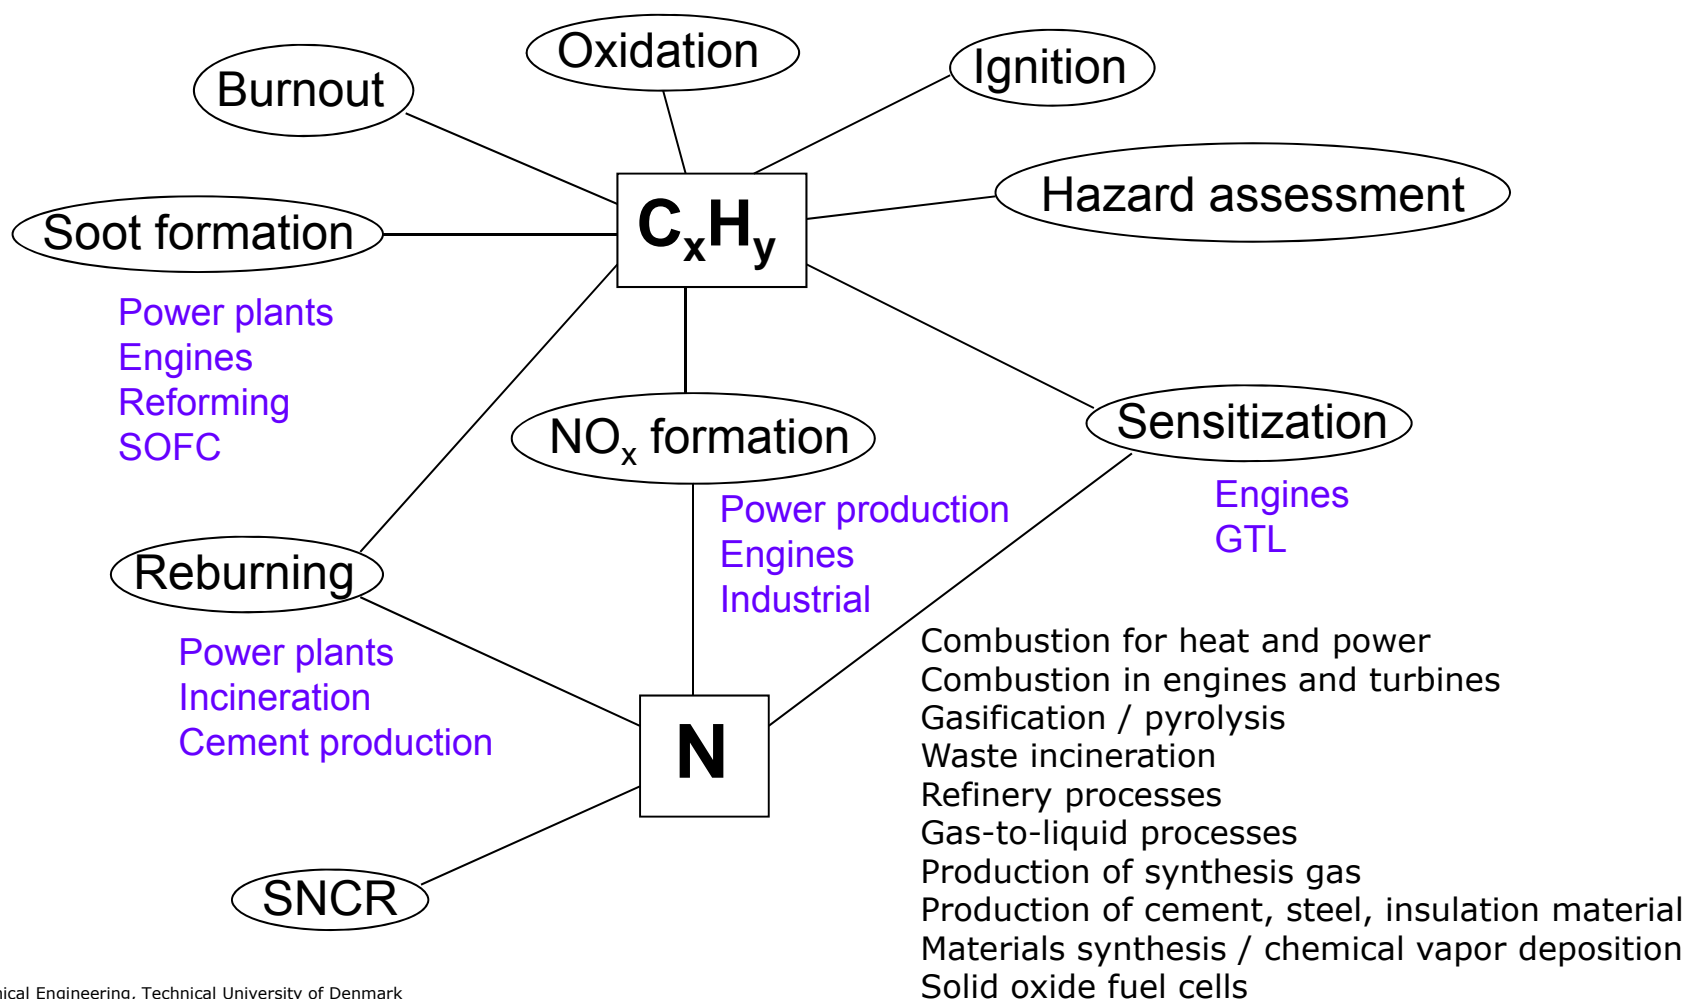 Oxidation
Ignition
Burnout
Hazard assessment
CxHy
Soot formation
Power plants
Engines
Reforming
SOFC
NOx formation
Sensitization
Power production
Engines
Industrial
Engines
GTL
Reburning
Power plants
Incineration
Cement production
N
SNCR
Combustion for heat and power
Combustion in engines and turbines
Gasification / pyrolysis
Waste incineration
Refinery processes
Gas-to-liquid processes
Production of synthesis gas
Production of cement, steel, insulation material
Materials synthesis / chemical vapor deposition
Solid oxide fuel cells
Engineering, Technical University of Denmark